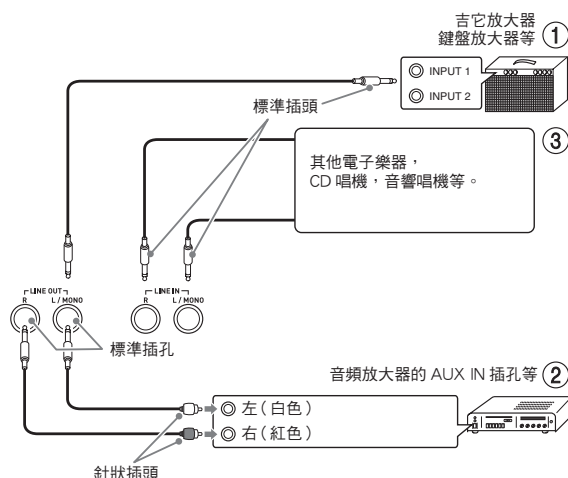 吉它放大器
鍵盤放大器等 ①
INPUT 1
INPUT 2
標準插頭
③
其他電子樂器，
CD 唱機，音響唱機等。
LINE OUT
R
L / MONO
LINE IN
R
L / MONO
標準插孔
音頻放大器的 AUX IN 插孔等 ②
左（白色）
右（紅色）
針狀插頭